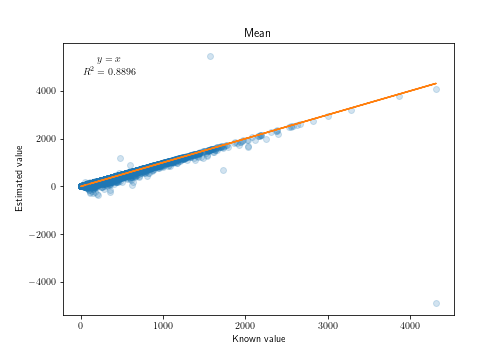 Mean
y = x
R² = 0.8896
4000
2000
0
−2000
−4000
Estimated value
0
1000
2000
3000
4000
Known value